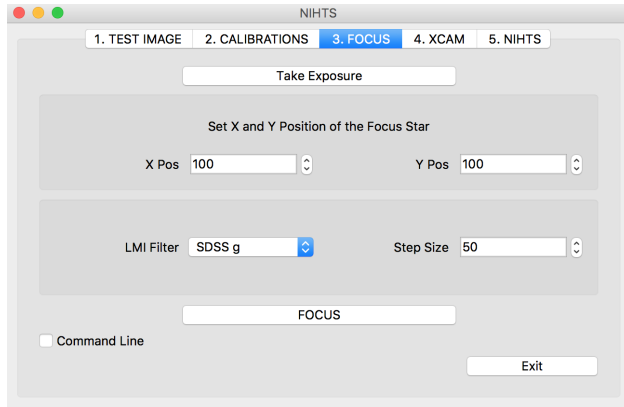 NIHTS
1. TEST IMAGE 2. CALIBRATIONS 3. FOCUS 4. XCAM 5. NIHTS
Take Exposure
Set X and Y Position of the Focus Star
X Pos 100 Y Pos 100
LMI Filter SDSS g Step Size 50
FOCUS
Command Line
Exit